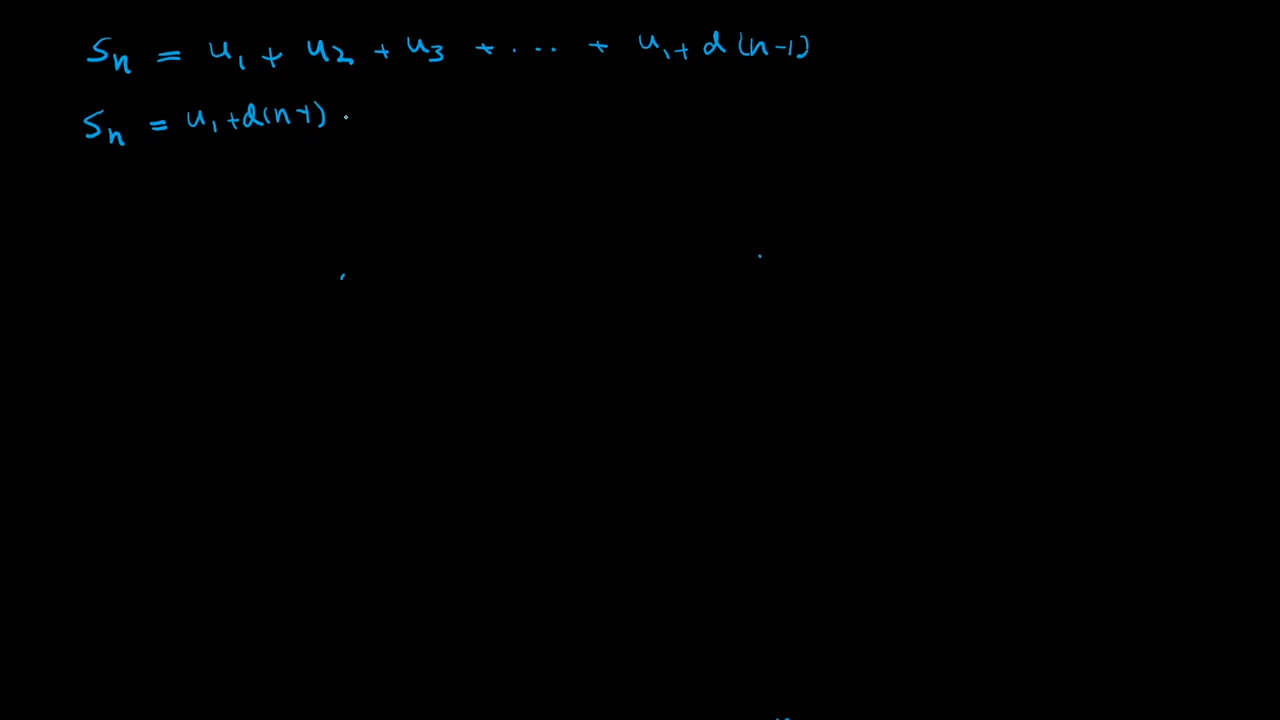 Sn = u1 + u2 + u3 + ... + u1 + d(n-1)
Sn = u1 + d(n-1)